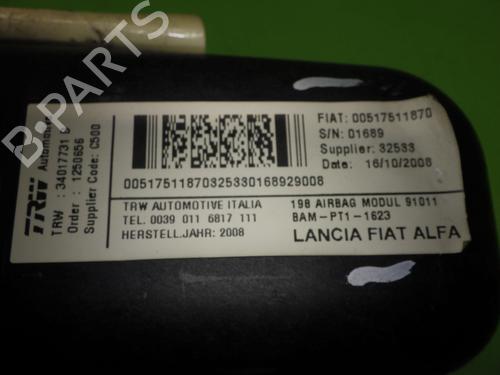 B-PARTS
TRW Automotive
TRW : 34017731 C
Order : 1250656
Supplier Code: C500
FIAT: 00517511870
S/N: 01689
Supplier: 32533
Date: 16/10/2008
00517511870325330168929008
TRW AUTOMOTIVE ITALIA
TEL. 0039 011 6817 111
HERSTELL.JAHR: 2008
198 AIRBAG MODUL 91011
BAM-PT1-1623
LANCIA FIAT ALFA